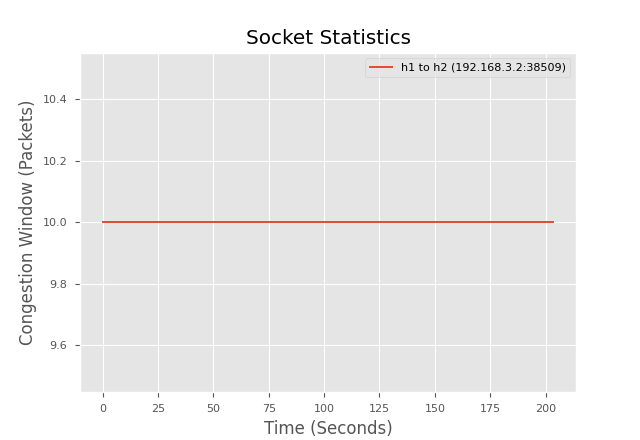 Socket Statistics
h1 to h2 (192.168.3.2:38509)
Congestion Window (Packets)
10.4
10.2
10.0
9.8
9.6
0 25 50 75 100 125 150 175 200
Time (Seconds)